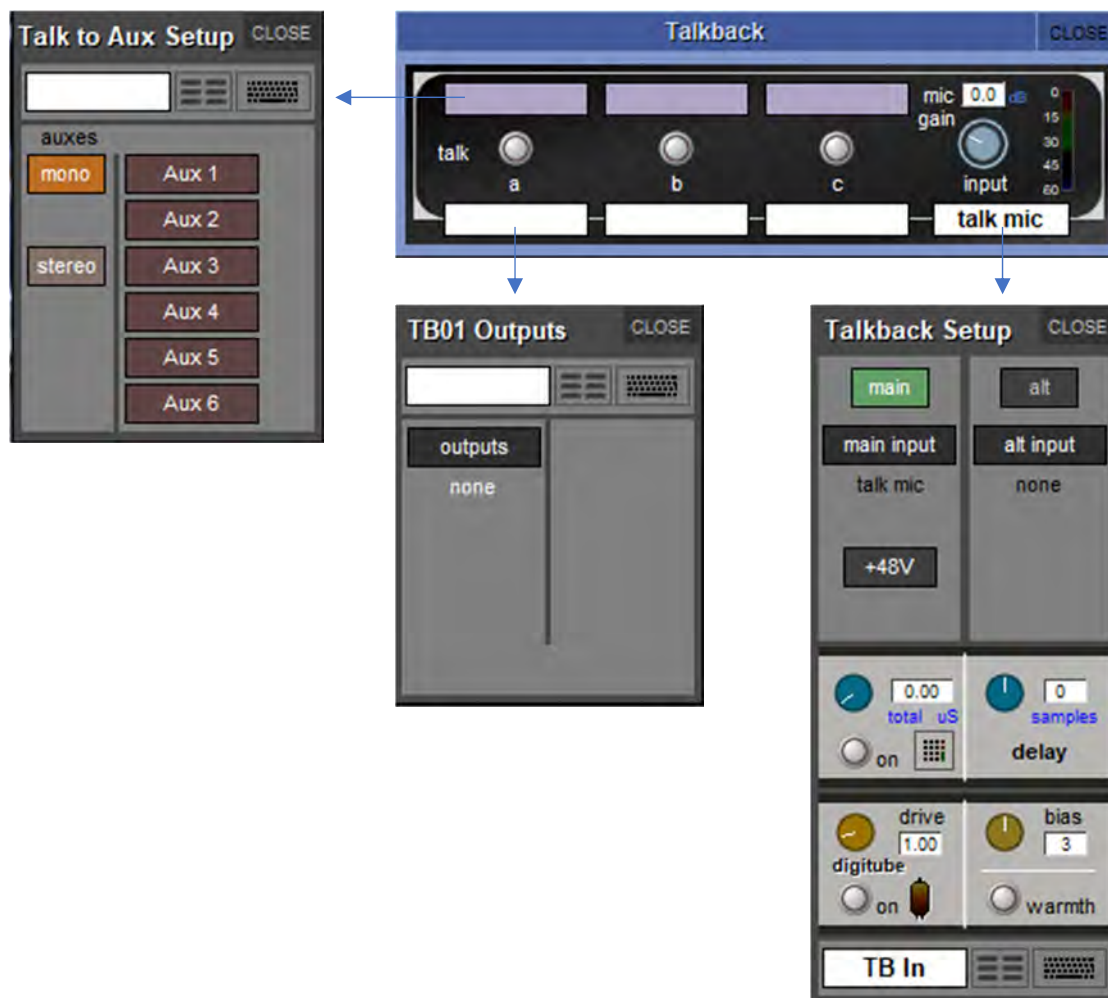 Talk to Aux Setup CLOSE
auxes
mono Aux 1
Aux 2
stereo Aux 3
Aux 4
Aux 5
Aux 6
Talkback CLOSE
mic 0.0 dB 0
gain 15
talk 30
45
a b c input 60
talk mic
TB01 Outputs CLOSE
outputs
none
Talkback Setup CLOSE
main alt
main input alt input
talk mic none
+48V
0.00 0
total uS samples
on delay
drive bias
1.00 3
digitube
on warmth
TB In